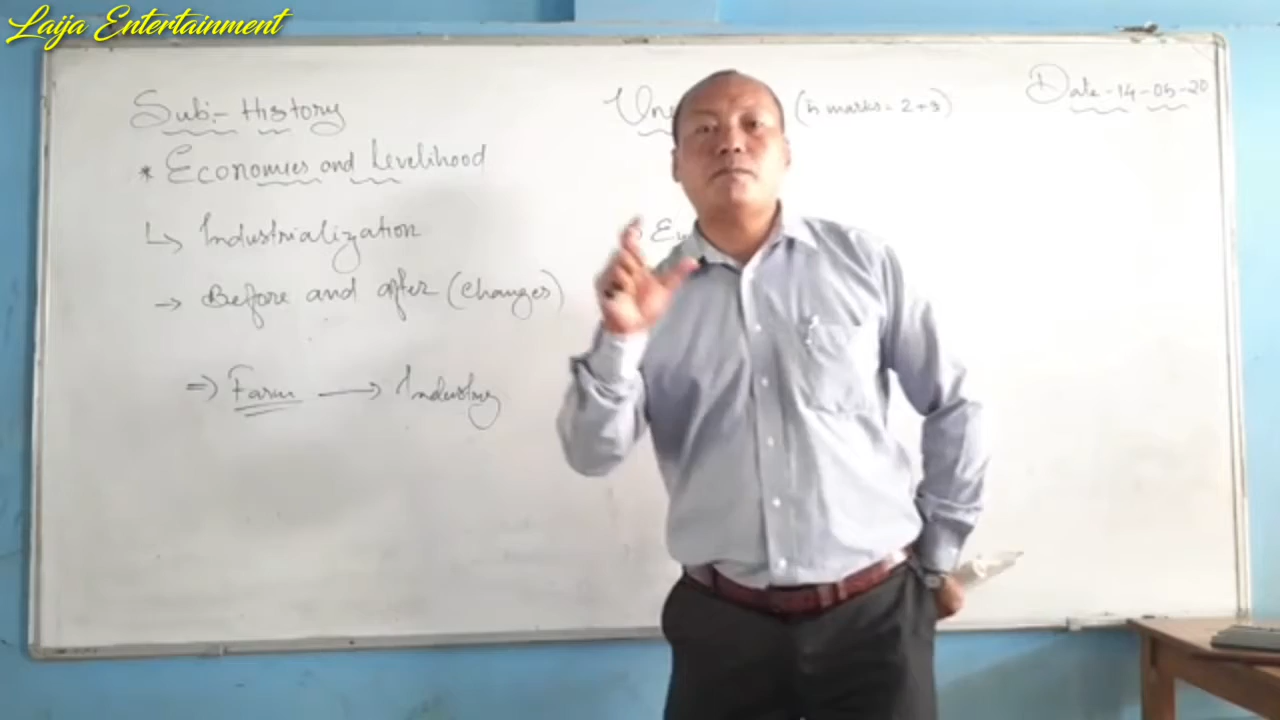 Laija Entertainment
Sub:- History
(5 marks = 2+3)
Date - 14-05-20
* Economies and Levelihood
↳ Industrialization
→ Before and after (changes)
⇒ Farm → Industry